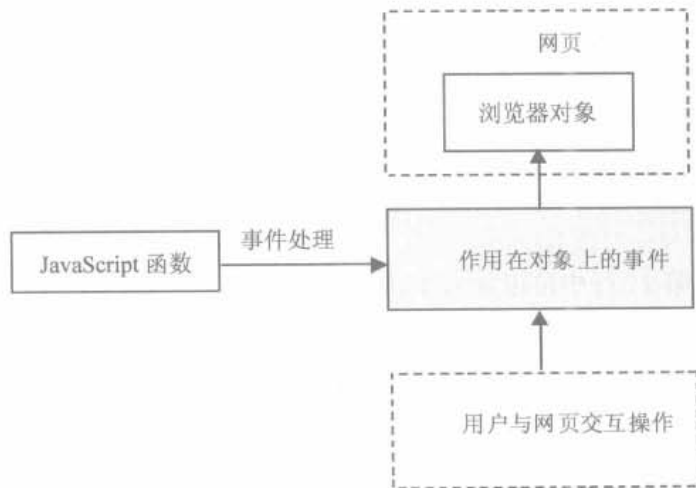 网页
浏览器对象
事件处理
JavaScript 函数
作用在对象上的事件
用户与网页交互操作